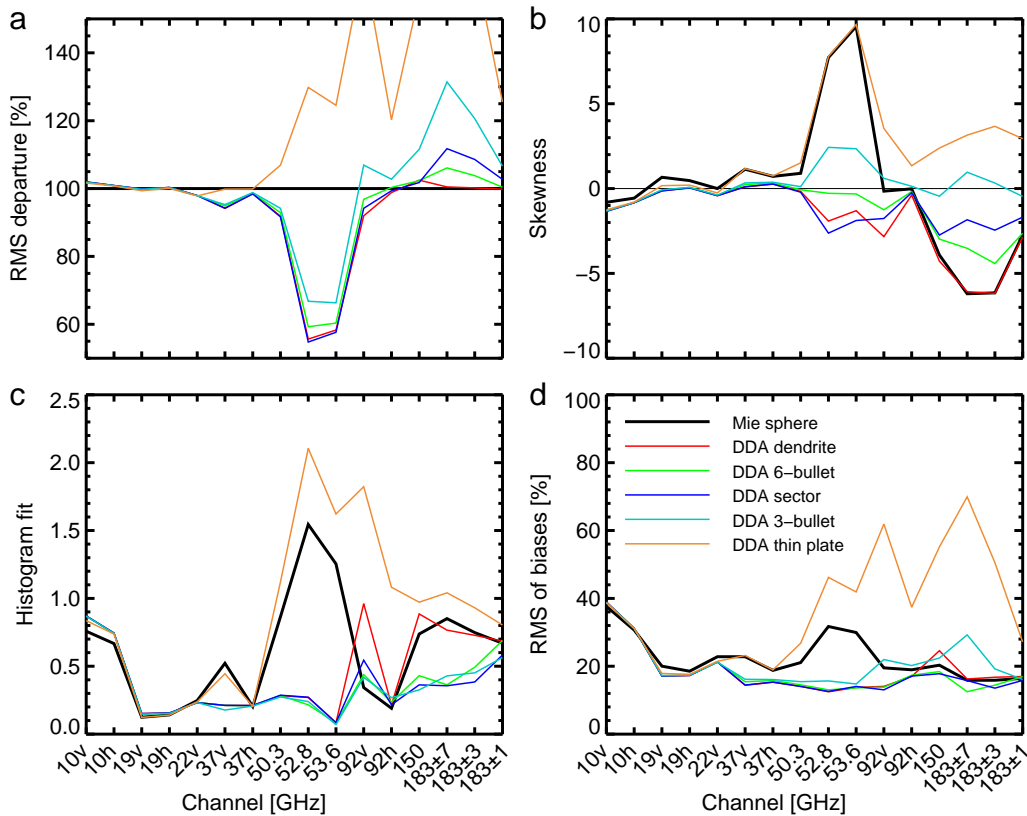 a
RMS departure [%]
140
120
100
80
60
b
Skewness
10
5
0
−5
−10
c
Histogram fit
2.5
2.0
1.5
1.0
0.5
0.0
10v
10h
19v
19h
22v
37v
37h
50.3
52.8
53.6
92v
92h
150
183±7
183±3
183±1
Channel [GHz]
d
RMS of biases [%]
100
80
60
40
20
0
Mie sphere
DDA dendrite
DDA 6−bullet
DDA sector
DDA 3−bullet
DDA thin plate
10v
10h
19v
19h
22v
37v
37h
50.3
52.8
53.6
92v
92h
150
183±7
183±3
183±1
Channel [GHz]